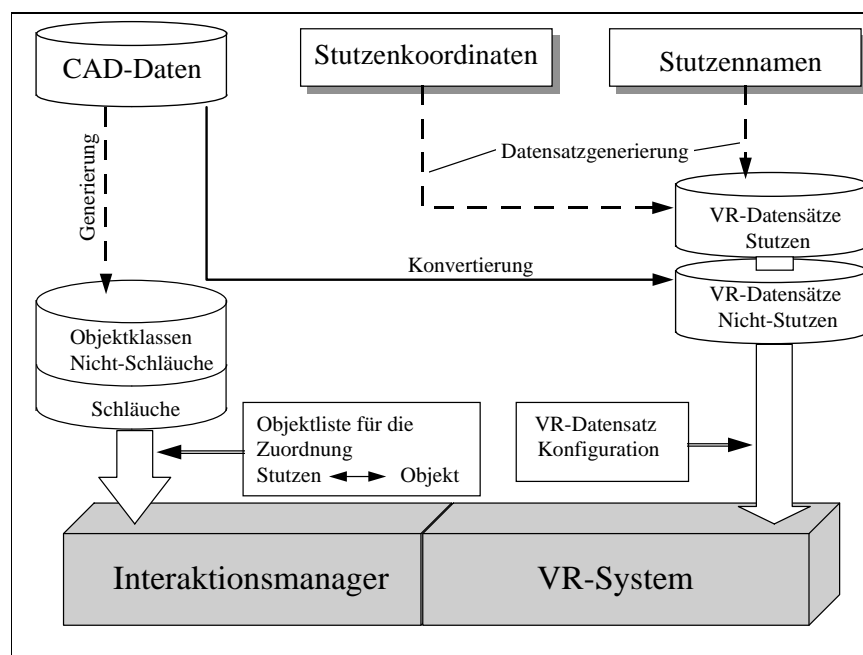 CAD-Daten
Stutzenkoordinaten
Stutzennamen
Generierung
Datensatzgenerierung
VR-Datensätze
Stutzen
Konvertierung
VR-Datensätze
Nicht-Stutzen
Objektklassen
Nicht-Schläuche
Schläuche
Objektliste für die
Zuordnung
Stutzen Objekt
VR-Datensatz
Konfiguration
Interaktionsmanager
VR-System